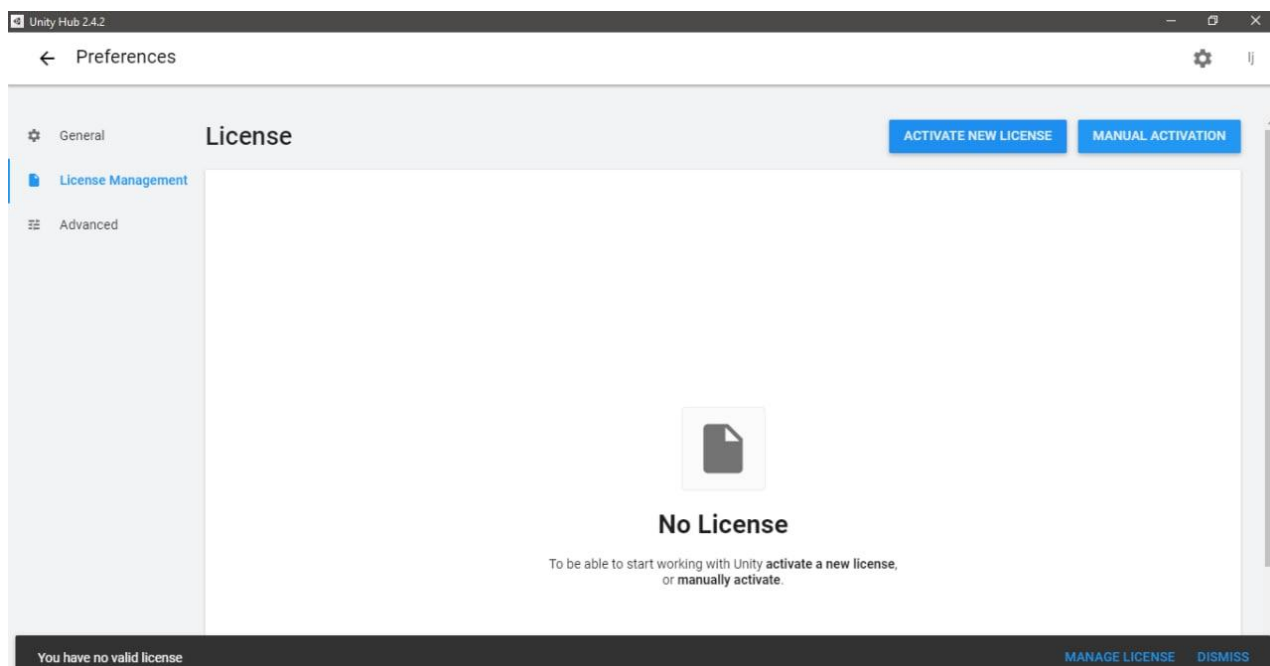 Unity Hub 2.4.2
Preferences
lj
General
License Management
Advanced
License
ACTIVATE NEW LICENSE
MANUAL ACTIVATION
No License
To be able to start working with Unity activate a new license,
or manually activate.
You have no valid license
MANAGE LICENSE
DISMISS